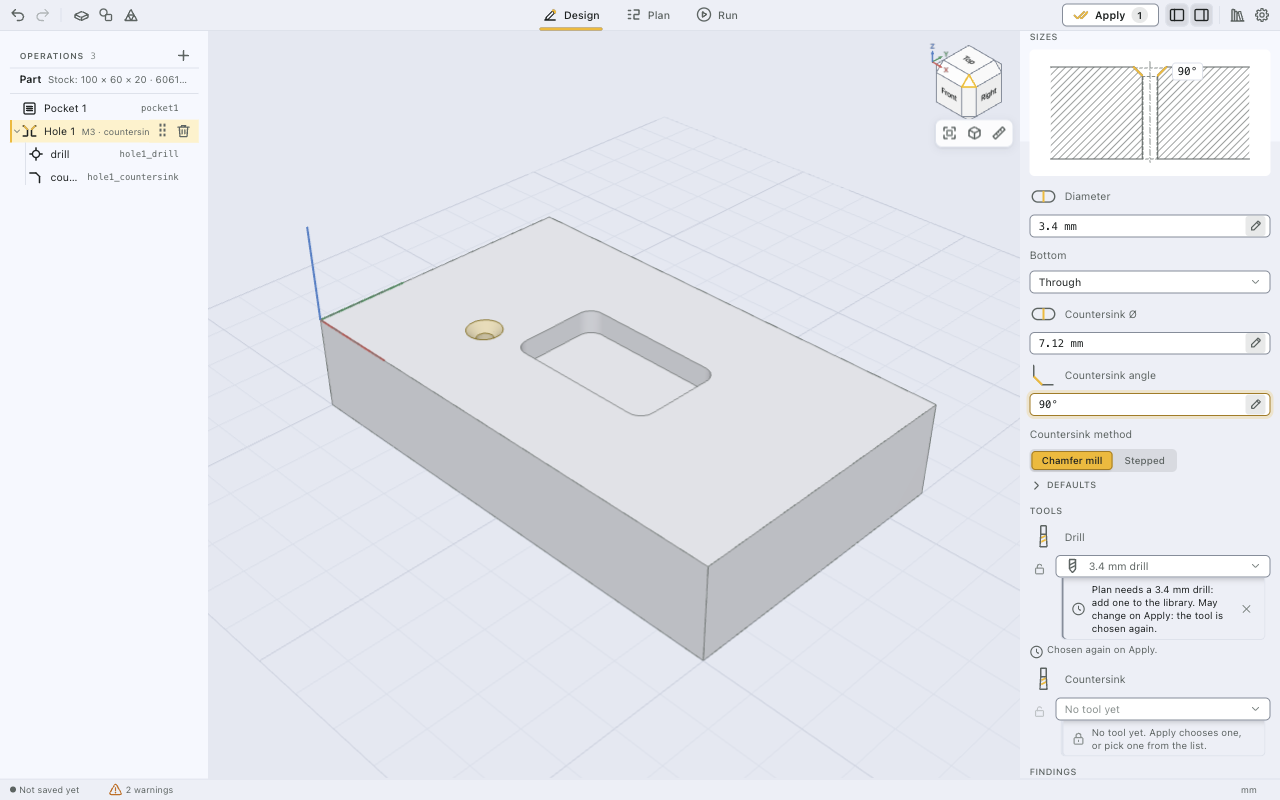 Design
Plan
Run
Apply 1
OPERATIONS 3
Part Stock: 100 × 60 × 20 · 6061...
Pocket 1 pocket1
Hole 1 M3 · countersin
drill hole1_drill
cou... hole1_countersink
Z
Y
X
Top
Front
Right
SIZES
90°
Diameter
3.4 mm
Bottom
Through
Countersink Ø
7.12 mm
Countersink angle
90°
Countersink method
Chamfer mill Stepped
DEFAULTS
TOOLS
Drill
3.4 mm drill
Plan needs a 3.4 mm drill:
add one to the library. May
change on Apply: the tool is
chosen again.
Chosen again on Apply.
Countersink
No tool yet
No tool yet. Apply chooses one,
or pick one from the list.
FINDINGS
Not saved yet
2 warnings
mm